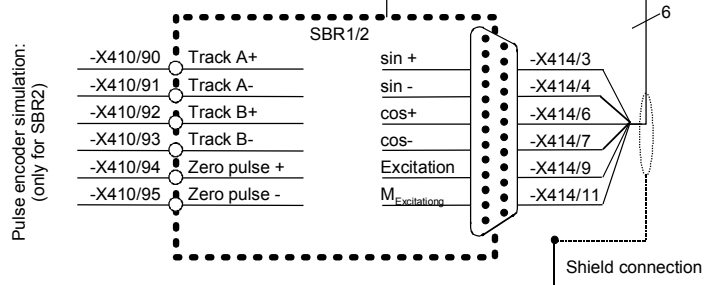 6
SBR1/2
Pulse encoder simulation:
(only for SBR2)
-X410/90 Track A+ sin + -X414/3
-X410/91 Track A- sin - -X414/4
-X410/92 Track B+ cos+ -X414/6
-X410/93 Track B- cos- -X414/7
-X410/94 Zero pulse + Excitation -X414/9
-X410/95 Zero pulse - MExcitationg -X414/11
Shield connection